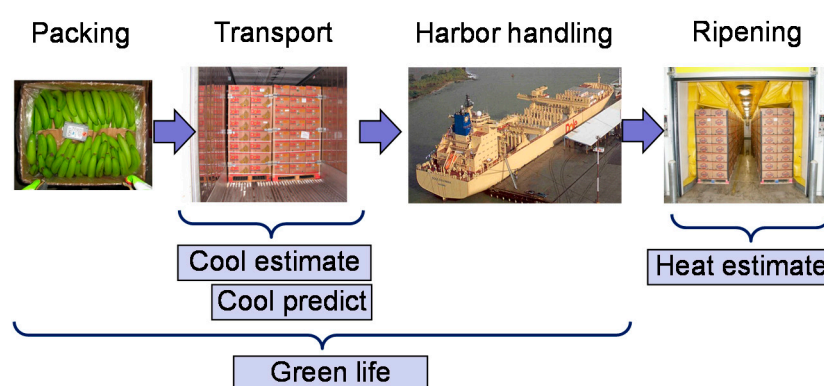 Packing
Transport
Harbor handling
Ripening
Cool estimate
Cool predict
Heat estimate
Green life